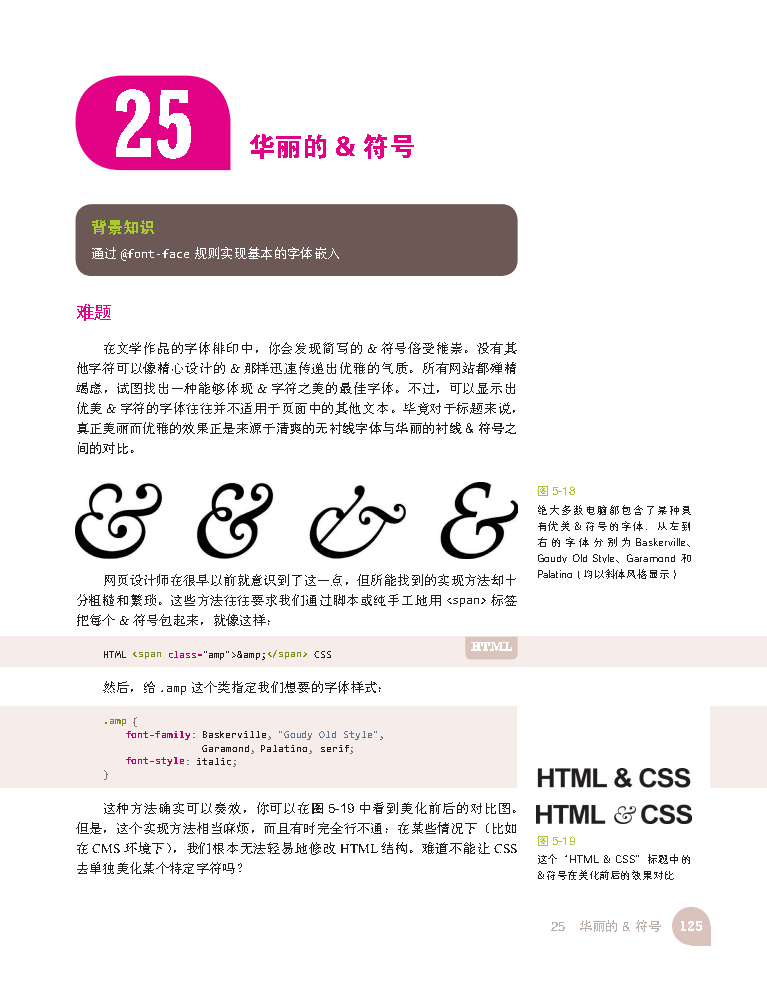 25
华丽的 & 符号
背景知识
通过 @font-face 规则实现基本的字体嵌入
难题
在文学作品的字体排印中，你会发现简写的 & 符号倍受推崇。没有其
他字符可以像精心设计的 & 那样迅速传递出优雅的气质。所有网站都殚精
竭虑，试图找出一种能够体现 & 字符之美的最佳字体。不过，可以显示出
优美 & 字符的字体往往并不适用于页面中的其他文本。毕竟对于标题来说，
真正美丽而优雅的效果正是来源于清爽的无衬线字体与华丽的衬线 & 符号之
间的对比。
& & & &
图 5-18
绝大多数电脑都包含了某种具
有优美 & 符号的字体．从左到
右的字体分别为 Baskerville、
Goudy Old Style、Garamond 和
Palatino（均以斜体风格显示）
网页设计师在很早以前就意识到了这一点，但所能找到的实现方法却十
分粗糙和繁琐。这些方法往往要求我们通过脚本或纯手工地用 <span> 标签
把每个 & 符号包起来，就像这样：
HTML
HTML <span class="amp">&amp;</span> CSS
然后，给 .amp 这个类指定我们想要的字体样式：
.amp {
font-family: Baskerville, "Goudy Old Style",
Garamond, Palatino, serif;
font-style: italic;
}
HTML & CSS
HTML & CSS
图 5-19
这个“HTML & CSS”标题中的
& 符号在美化前后的效果对比
这种方法确实可以奏效，你可以在图 5-19 中看到美化前后的对比图。
但是，这个实现方法相当麻烦，而且有时完全行不通：在某些情况下（比如
在 CMS 环境下），我们根本无法轻易地修改 HTML 结构。难道不能让 CSS
去单独美化某个特定字符吗？
25 华丽的 & 符号 125